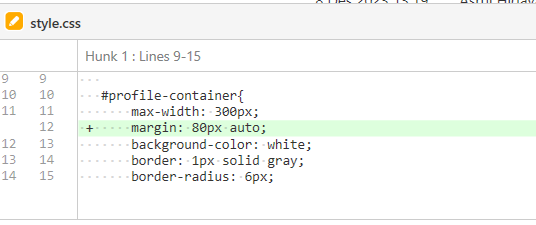 style.css
Hunk 1 : Lines 9-15
9 9
10 10 #profile-container{
11 11 max-width: 300px;
12 + margin: 80px auto;
12 13 background-color: white;
13 14 border: 1px solid gray;
14 15 border-radius: 6px;